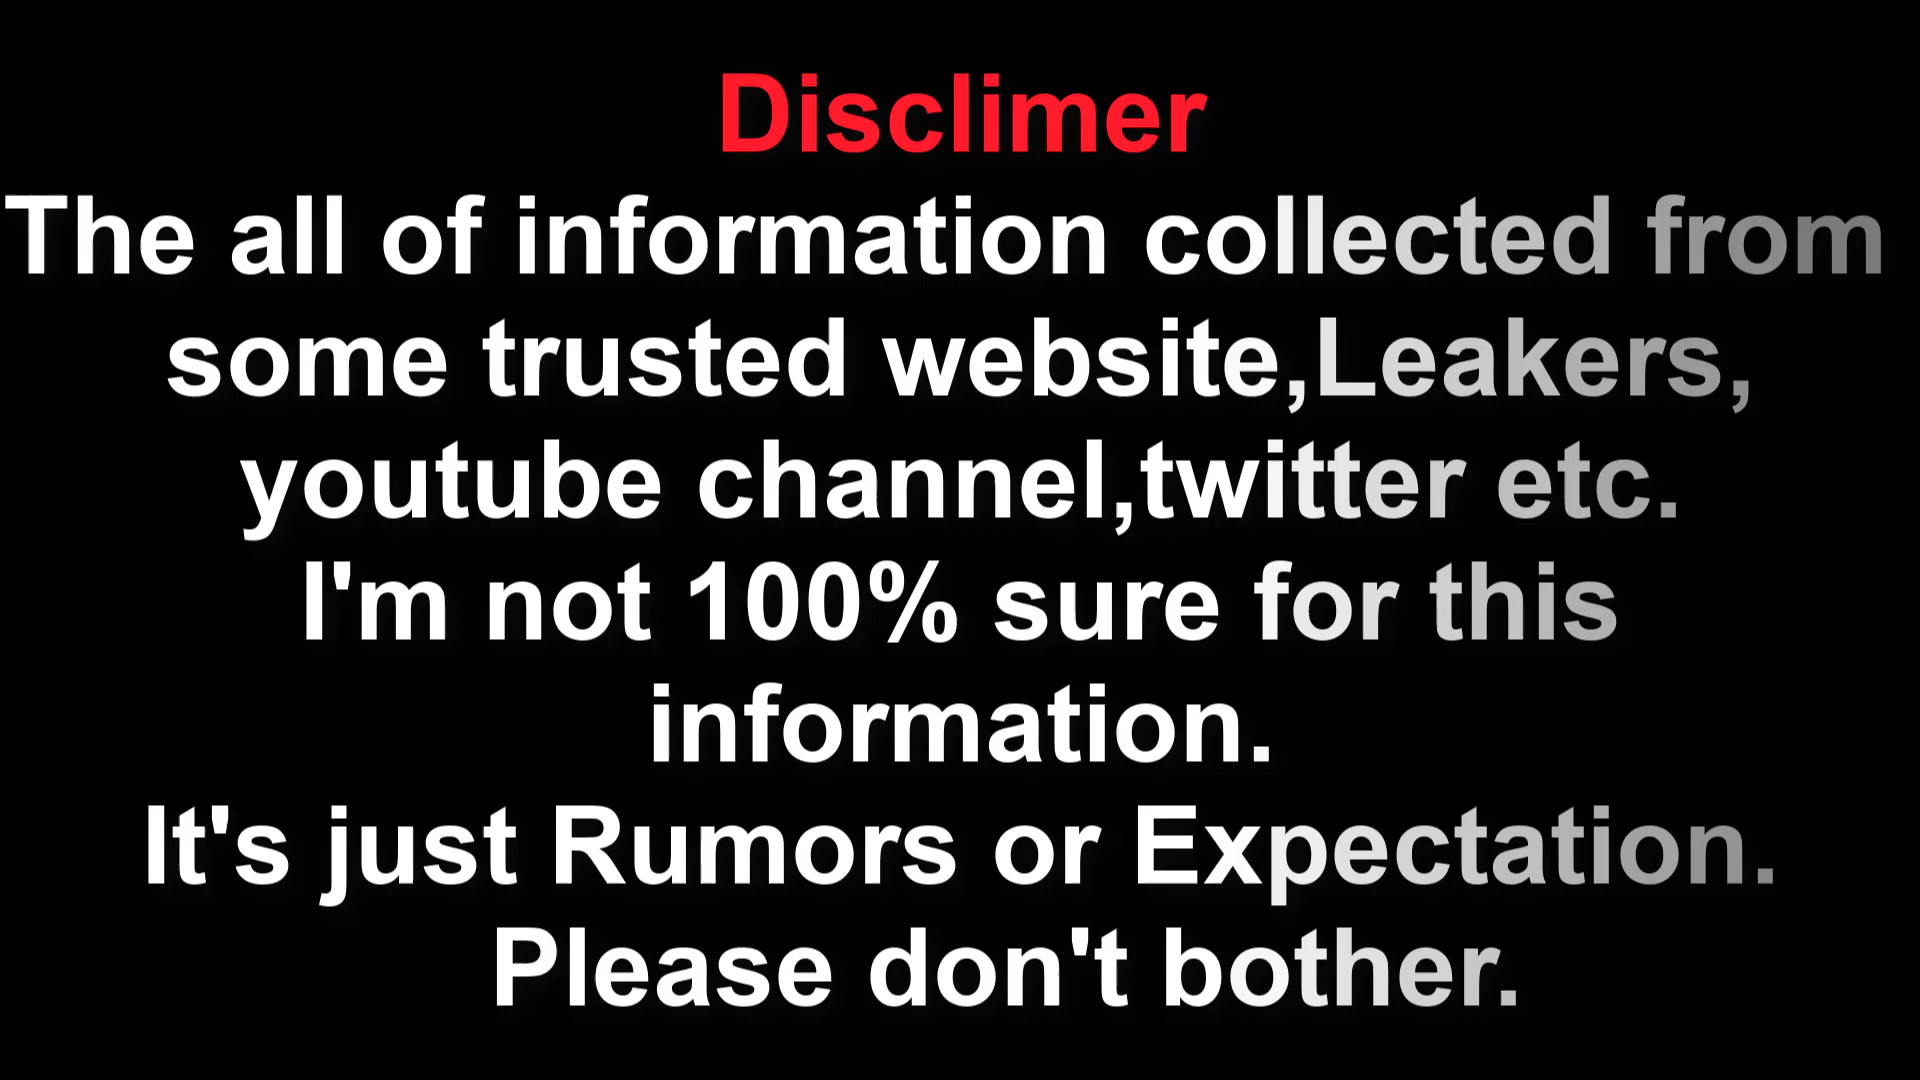 Disclimer
The all of information collected from
some trusted website,Leakers,
youtube channel,twitter etc.
I'm not 100% sure for this
information.
It's just Rumors or Expectation.
Please don't bother.